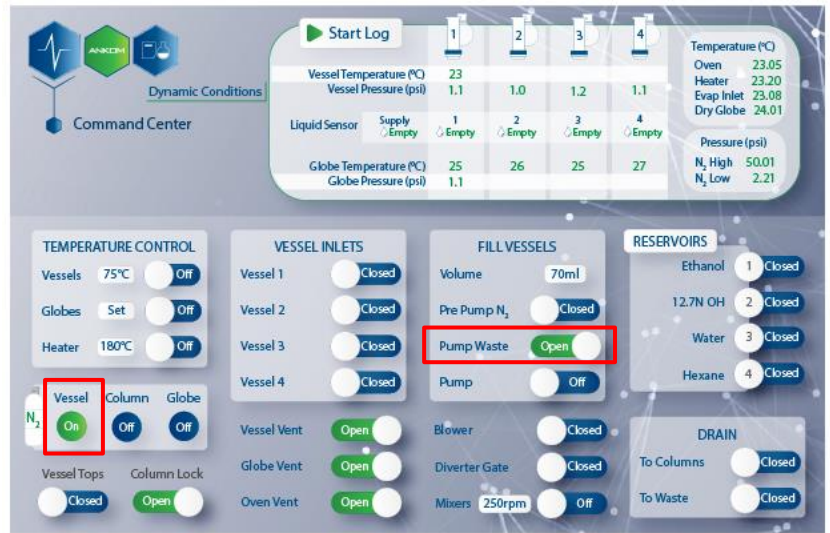 ANKOM
Command Center
Dynamic Conditions
Start Log 1 2 3 4
Vessel Temperature (ºC) 23
Vessel Pressure (psi) 1.1 1.0 1.2 1.1
Liquid Sensor Supply Empty 1 Empty 2 Empty 3 Empty 4 Empty
Globe Temperature (ºC) 25 26 25 27
Globe Pressure (psi) 1.1
Temperature (ºC)
Oven 23.05
Heater 23.20
Evap Inlet 23.08
Dry Globe 24.01
Pressure (psi)
N2 High 50.01
N2 Low 2.21
TEMPERATURE CONTROL
Vessels 75ºC Off
Globes Set Off
Heater 180ºC Off
Vessel Column Globe
N2 On Off Off
Vessel Tops Column Lock
Closed Open
VESSEL INLETS
Vessel 1 Closed
Vessel 2 Closed
Vessel 3 Closed
Vessel 4 Closed
Vessel Vent Open
Globe Vent Open
Oven Vent Open
FILL VESSELS
Volume 70ml
Pre Pump N2 Closed
Pump Waste Open
Pump Off
Blower Closed
Diverter Gate Closed
Mixers 250rpm Off
RESERVOIRS
Ethanol 1 Closed
12.7N OH 2 Closed
Water 3 Closed
Hexane 4 Closed
DRAIN
To Columns Closed
To Waste Closed